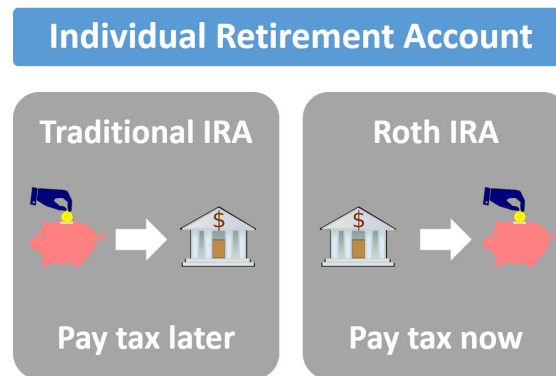 Individual Retirement Account
Traditional IRA
$
Pay tax later
Roth IRA
$
Pay tax now